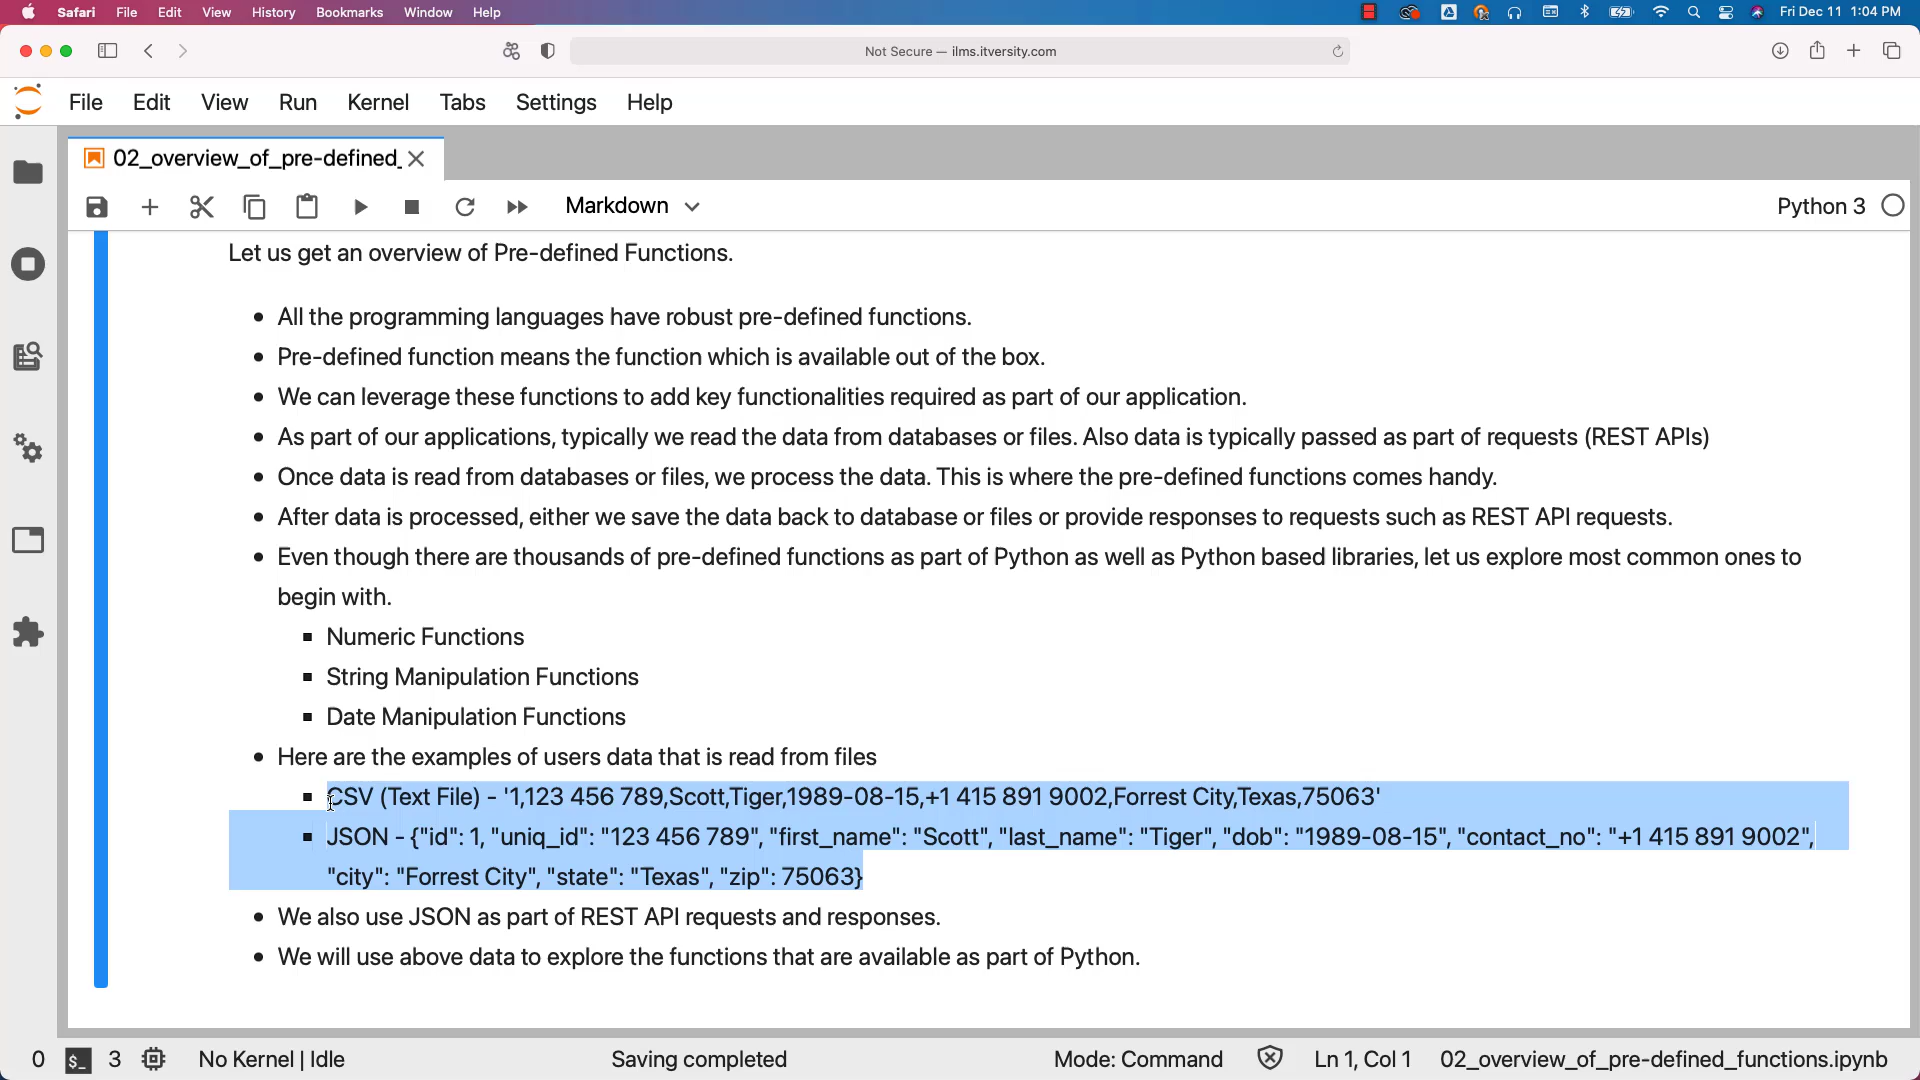 Safari File Edit View History Bookmarks Window Help Fri Dec 11 1:04 PM
Not Secure — ilms.itversity.com
File Edit View Run Kernel Tabs Settings Help
02_overview_of_pre-defined_
Markdown Python 3
Let us get an overview of Pre-defined Functions.
All the programming languages have robust pre-defined functions.
Pre-defined function means the function which is available out of the box.
We can leverage these functions to add key functionalities required as part of our application.
As part of our applications, typically we read the data from databases or files. Also data is typically passed as part of requests (REST APIs)
Once data is read from databases or files, we process the data. This is where the pre-defined functions comes handy.
After data is processed, either we save the data back to database or files or provide responses to requests such as REST API requests.
Even though there are thousands of pre-defined functions as part of Python as well as Python based libraries, let us explore most common ones to
begin with.
Numeric Functions
String Manipulation Functions
Date Manipulation Functions
Here are the examples of users data that is read from files
CSV (Text File) - '1,123 456 789,Scott,Tiger,1989-08-15,+1 415 891 9002,Forrest City,Texas,75063'
JSON - {"id": 1, "uniq_id": "123 456 789", "first_name": "Scott", "last_name": "Tiger", "dob": "1989-08-15", "contact_no": "+1 415 891 9002",
"city": "Forrest City", "state": "Texas", "zip": 75063}
We also use JSON as part of REST API requests and responses.
We will use above data to explore the functions that are available as part of Python.
0 $_ 3 No Kernel | Idle Saving completed Mode: Command Ln 1, Col 1 02_overview_of_pre-defined_functions.ipynb